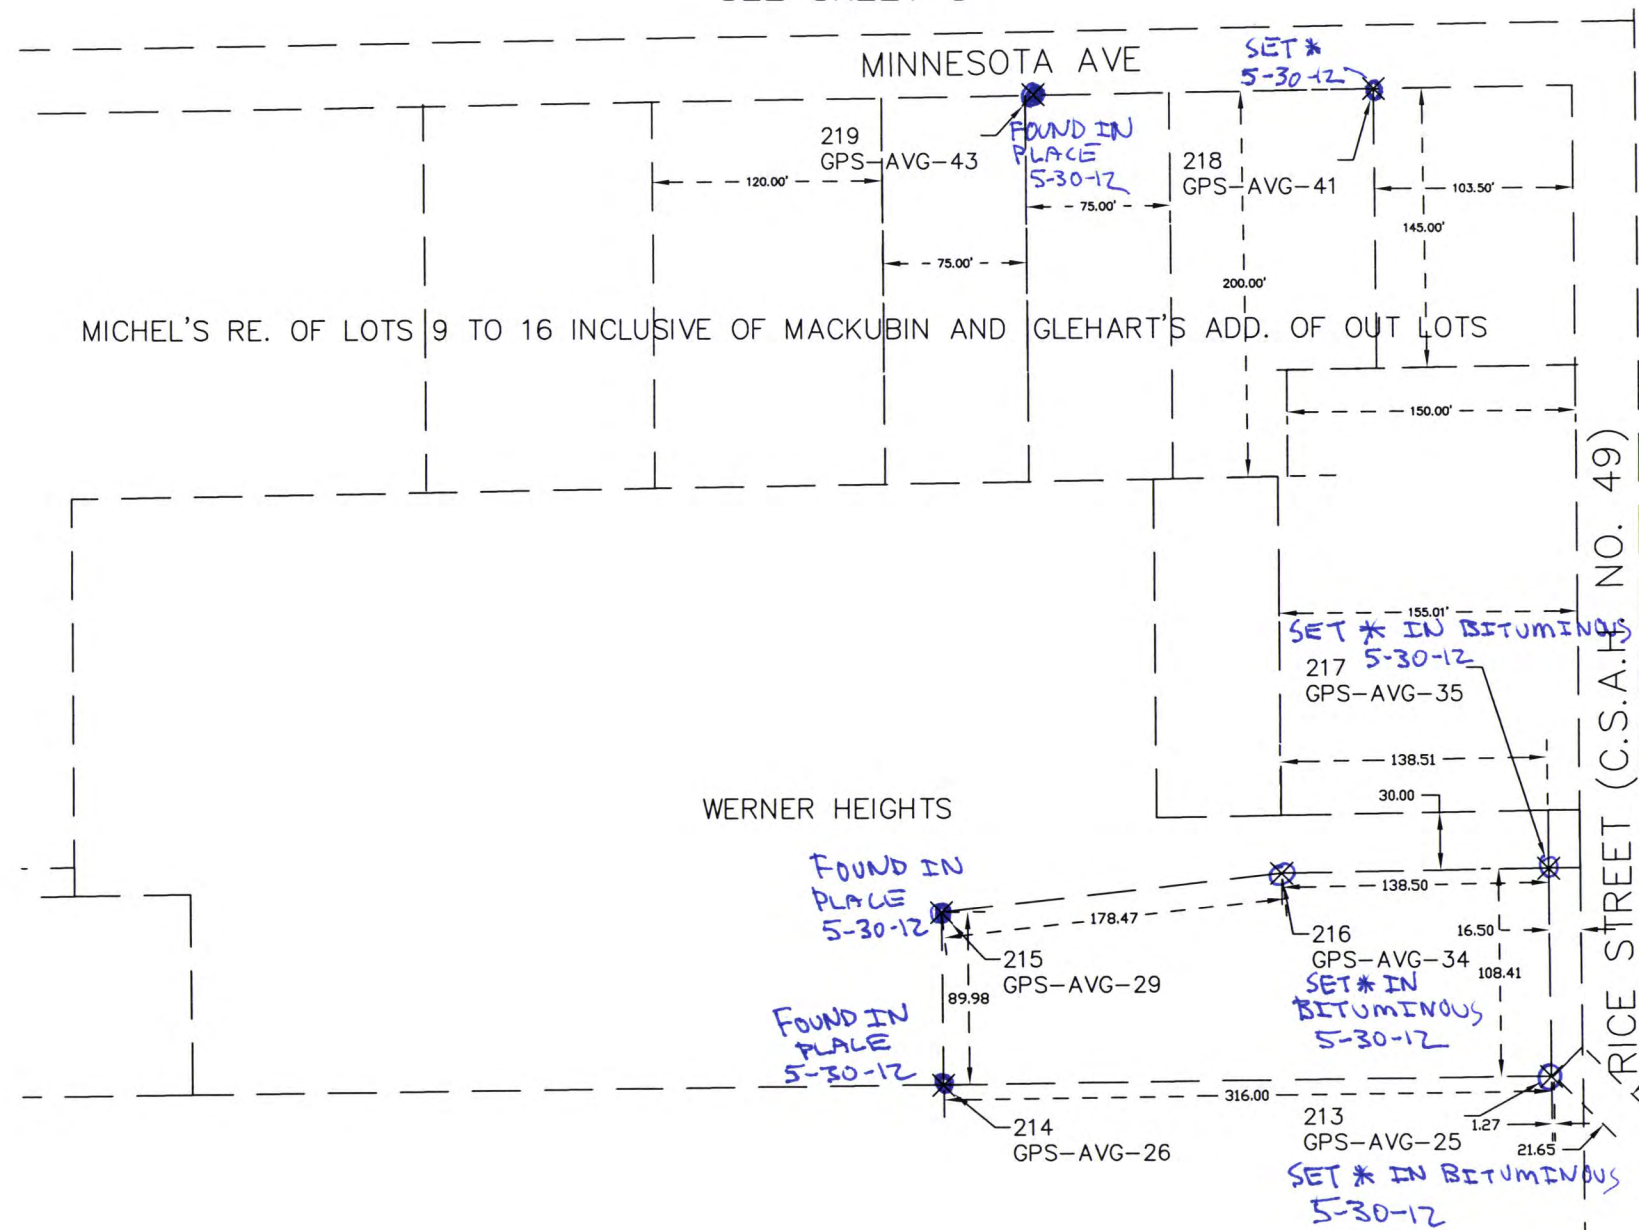 MINNESOTA AVE
SET *
5-30-12
219
GPS-AVG-43
FOUND IN
PLACE
5-30-12
218
GPS-AVG-41
120.00'
75.00'
75.00'
103.50'
145.00'
200.00'
MICHEL'S RE. OF LOTS 9 TO 16 INCLUSIVE OF MACKUBIN AND GLEHART'S ADD. OF OUT LOTS
150.00'
155.01'
SET * IN BITUMINOUS
5-30-12
217
GPS-AVG-35
RICE STREET (C.S.A.H. NO. 49)
138.51
30.00
WERNER HEIGHTS
FOUND IN
PLACE
5-30-12
138.50
178.47
16.50
215
GPS-AVG-29
216
GPS-AVG-34
108.41
SET * IN
BITUMINOUS
5-30-12
89.98
FOUND IN
PLACE
5-30-12
316.00
214
GPS-AVG-26
213
GPS-AVG-25
1.27
21.65
SET * IN BITUMINOUS
5-30-12